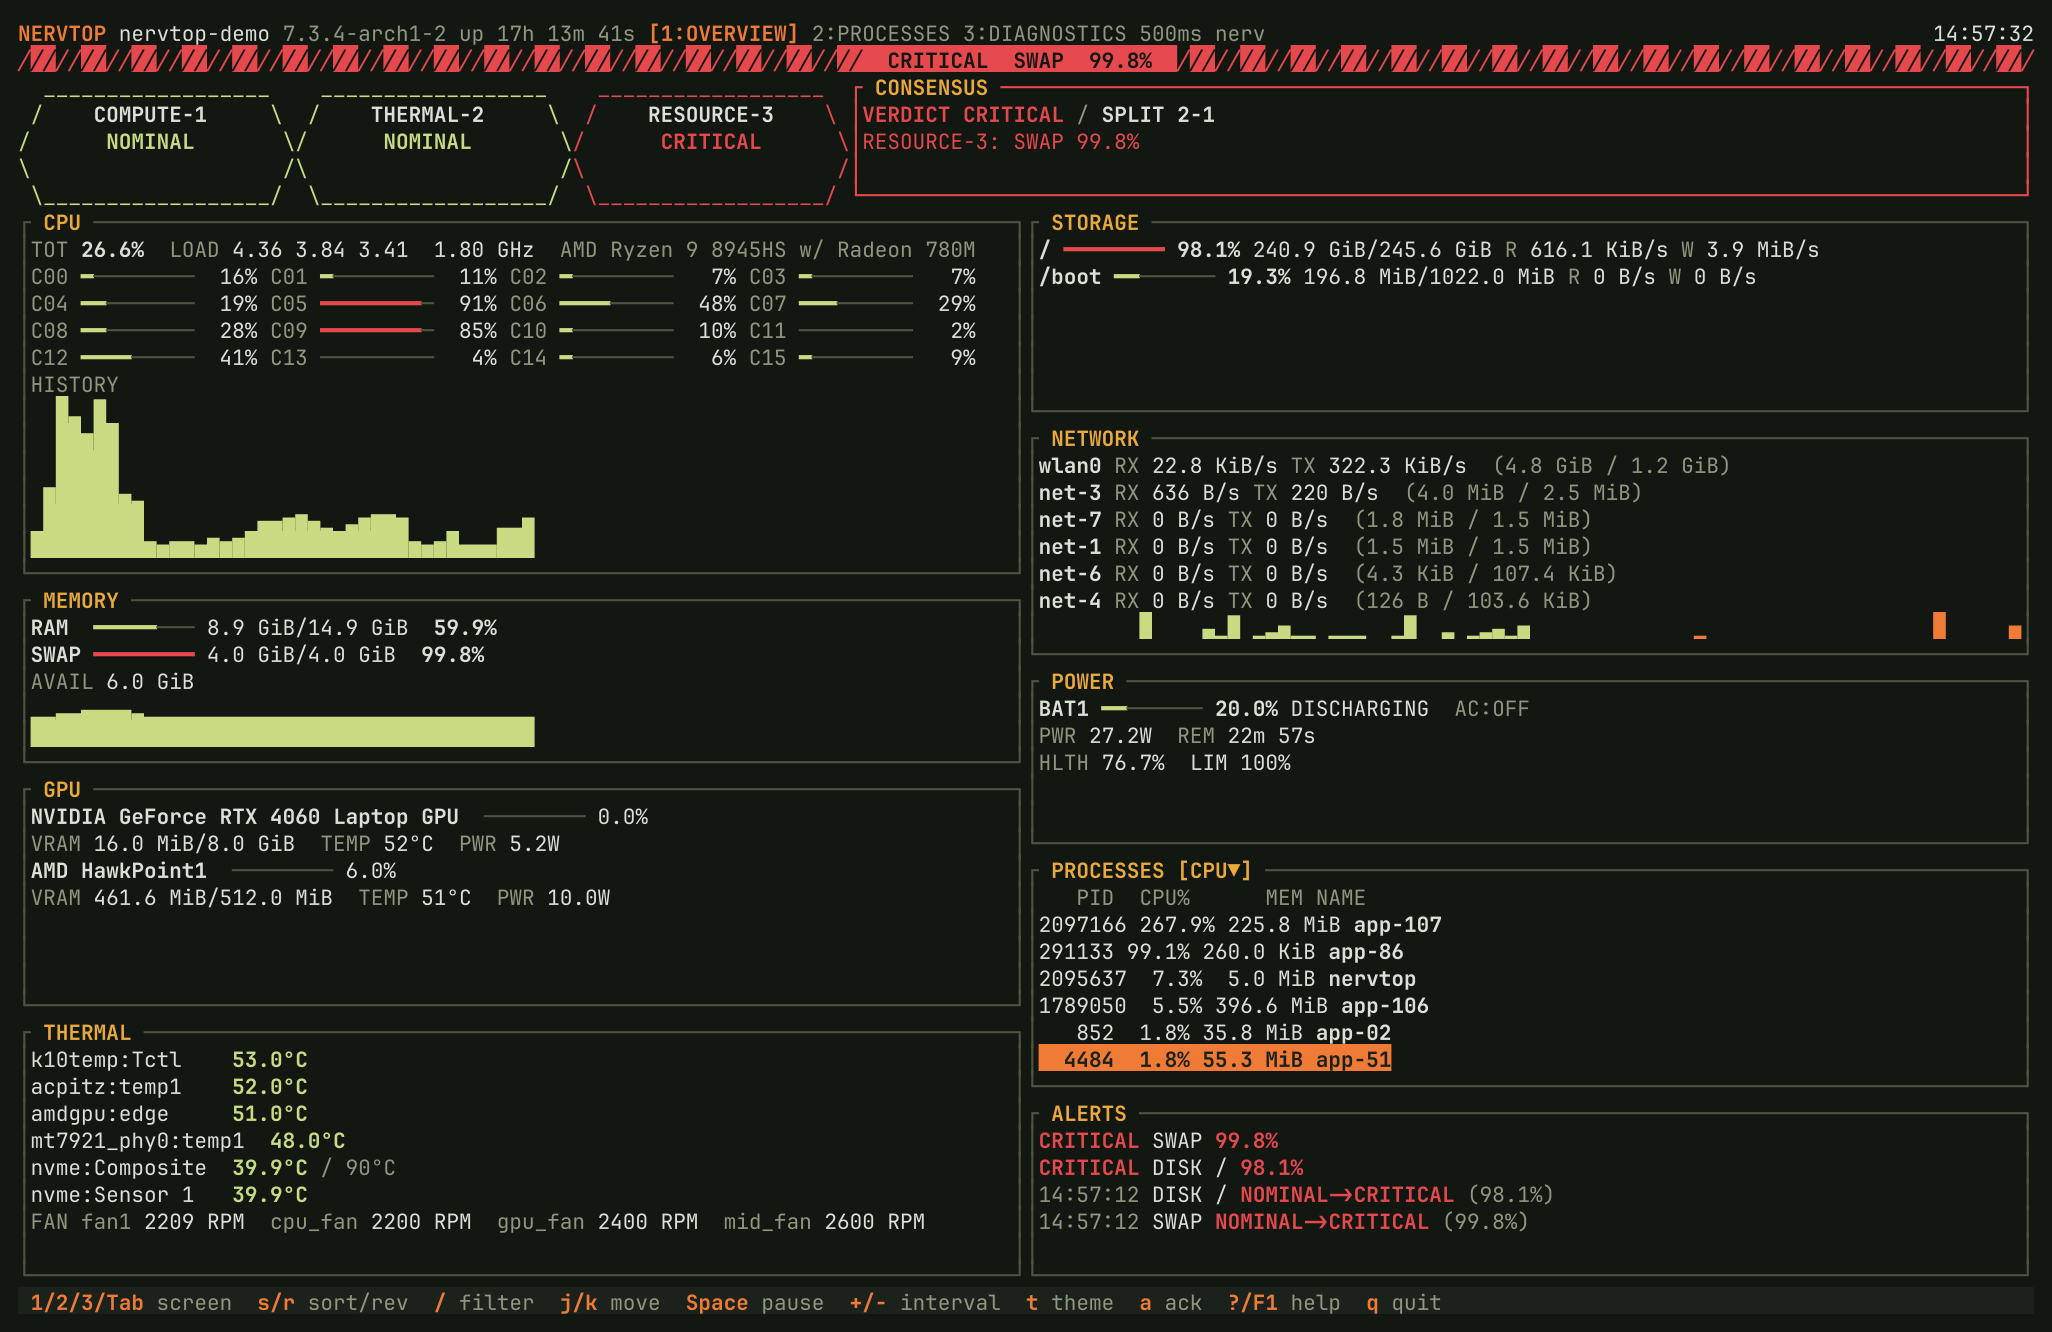 NERVTOP nervtop-demo 7.3.4-arch1-2 up 17h 13m 41s [1:OVERVIEW] 2:PROCESSES 3:DIAGNOSTICS 500ms nerv 14:57:32
CRITICAL SWAP 99.8%
COMPUTE-1
NOMINAL
THERMAL-2
NOMINAL
RESOURCE-3
CRITICAL
CONSENSUS
VERDICT CRITICAL / SPLIT 2-1
RESOURCE-3: SWAP 99.8%
CPU
TOT 26.6% LOAD 4.36 3.84 3.41 1.80 GHz AMD Ryzen 9 8945HS w/ Radeon 780M
C00 16% C01 11% C02 7% C03 7%
C04 19% C05 91% C06 48% C07 29%
C08 28% C09 85% C10 10% C11 2%
C12 41% C13 4% C14 6% C15 9%
HISTORY
MEMORY
RAM 8.9 GiB/14.9 GiB 59.9%
SWAP 4.0 GiB/4.0 GiB 99.8%
AVAIL 6.0 GiB
GPU
NVIDIA GeForce RTX 4060 Laptop GPU 0.0%
VRAM 16.0 MiB/8.0 GiB TEMP 52°C PWR 5.2W
AMD HawkPoint1 6.0%
VRAM 461.6 MiB/512.0 MiB TEMP 51°C PWR 10.0W
THERMAL
k10temp:Tctl 53.0°C
acpitz:temp1 52.0°C
amdgpu:edge 51.0°C
mt7921_phy0:temp1 48.0°C
nvme:Composite 39.9°C / 90°C
nvme:Sensor 1 39.9°C
FAN fan1 2209 RPM cpu_fan 2200 RPM gpu_fan 2400 RPM mid_fan 2600 RPM
STORAGE
/ 98.1% 240.9 GiB/245.6 GiB R 616.1 KiB/s W 3.9 MiB/s
/boot 19.3% 196.8 MiB/1022.0 MiB R 0 B/s W 0 B/s
NETWORK
wlan0 RX 22.8 KiB/s TX 322.3 KiB/s (4.8 GiB / 1.2 GiB)
net-3 RX 636 B/s TX 220 B/s (4.0 MiB / 2.5 MiB)
net-7 RX 0 B/s TX 0 B/s (1.8 MiB / 1.5 MiB)
net-1 RX 0 B/s TX 0 B/s (1.5 MiB / 1.5 MiB)
net-6 RX 0 B/s TX 0 B/s (4.3 KiB / 107.4 KiB)
net-4 RX 0 B/s TX 0 B/s (126 B / 103.6 KiB)
POWER
BAT1 20.0% DISCHARGING AC:OFF
PWR 27.2W REM 22m 57s
HLTH 76.7% LIM 100%
PROCESSES [CPU▼]
PID CPU% MEM NAME
2097166 267.9% 225.8 MiB app-107
291133 99.1% 260.0 KiB app-86
2095637 7.3% 5.0 MiB nervtop
1789050 5.5% 396.6 MiB app-106
852 1.8% 35.8 MiB app-02
4484 1.8% 55.3 MiB app-51
ALERTS
CRITICAL SWAP 99.8%
CRITICAL DISK / 98.1%
14:57:12 DISK / NOMINAL→CRITICAL (98.1%)
14:57:12 SWAP NOMINAL→CRITICAL (99.8%)
1/2/3/Tab screen s/r sort/rev / filter j/k move Space pause +/- interval t theme a ack ?/F1 help q quit